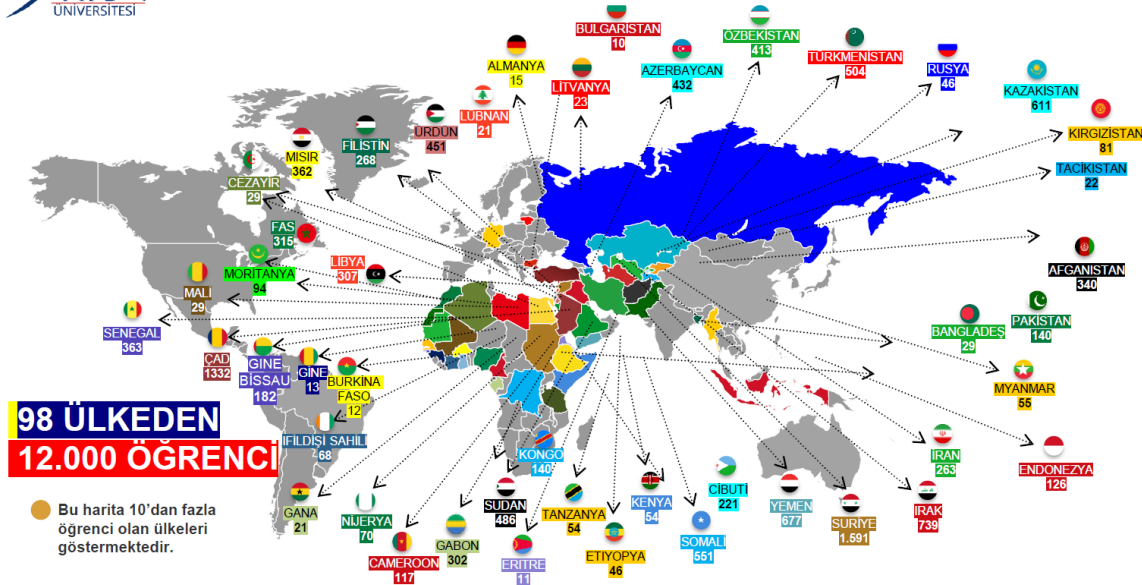 ÜNİVERSİTESİ
BULGARİSTAN
10
ÖZBEKİSTAN
413
TÜRKMENİSTAN
504
RUSYA
46
KAZAKİSTAN
611
KIRGIZİSTAN
81
TACİKİSTAN
22
ALMANYA
15
LİTVANYA
23
AZERBAYCAN
432
LÜBNAN
21
ÜRDÜN
451
FİLİSTİN
268
MISIR
362
CEZAYİR
29
FAS
315
MORİTANYA
94
LİBYA
307
MALİ
29
SENEGAL
363
ÇAD
1332
GİNE
BİSSAU
182
GİNE
13
BURKİNA
FASO
12
FİLDİŞİ SAHİLİ
68
AFGANISTAN
340
PAKİSTAN
140
BANGLADEŞ
29
MYANMAR
55
98 ÜLKEDEN
12.000 ÖĞRENCİ
Bu harita 10’dan fazla
öğrenci olan ülkeleri
göstermektedir.
GANA
21
NİJERYA
70
CAMEROON
117
GABON
302
SUDAN
486
ERİTRE
11
KONGO
140
TANZANYA
54
ETİYOPYA
46
KENYA
54
SOMALİ
551
CİBUTİ
221
YEMEN
677
SURİYE
1.591
IRAK
739
İRAN
263
ENDONEZYA
126